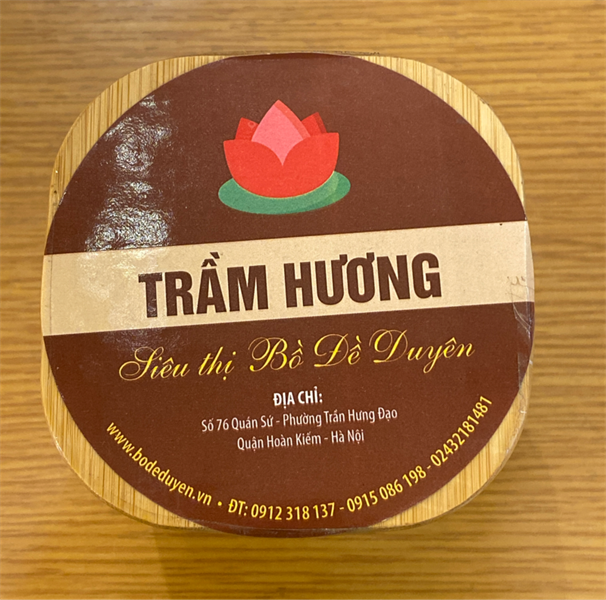 TRẦM HƯƠNG
Siêu thị Bồ Đề Duyên
ĐỊA CHỈ:
Số 76 Quán Sứ - Phường Trần Hưng Đạo
Quận Hoàn Kiếm - Hà Nội
www.bodeduyen.vn • ĐT: 0912 318 137 - 0915 086 198 - 02432181481